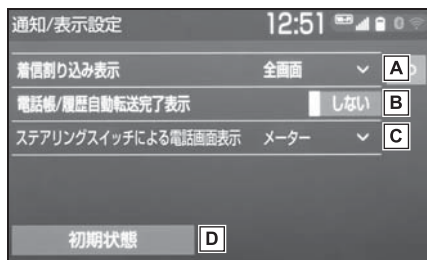 通知/表示設定 12:51 Wi-Fi 0
着信割り込み表示 全画面 A
電話帳/履歴自動転送完了表示 しない B
ステアリングスイッチによる電話画面表示 メーター C
初期状態 D